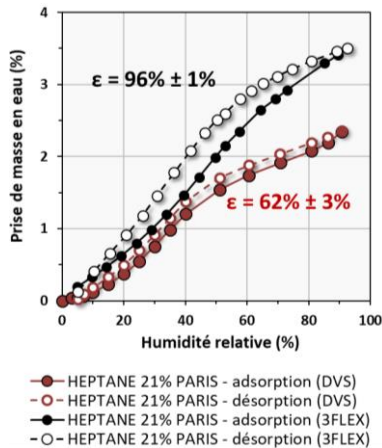 Prise de masse en eau (%)
4
3
2
1
0
ε = 96% ± 1%
ε = 62% ± 3%
0 20 40 60 80 100
Humidité relative (%)
HEPTANE 21% PARIS - adsorption (DVS)
HEPTANE 21% PARIS - désorption (DVS)
HEPTANE 21% PARIS - adsorption (3FLEX)
HEPTANE 21% PARIS - désorption (3FLEX)